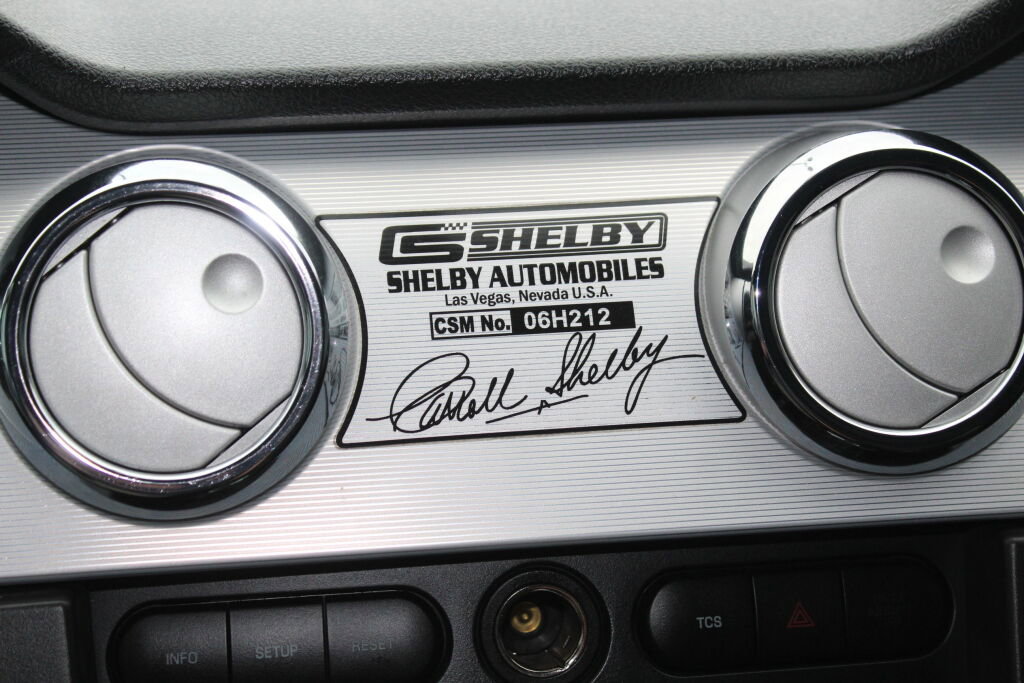 CS SHELBY
SHELBY AUTOMOBILES
Las Vegas, Nevada U.S.A.
CSM No. 06H212
Carroll Shelby
INFO SETUP RESET TCS